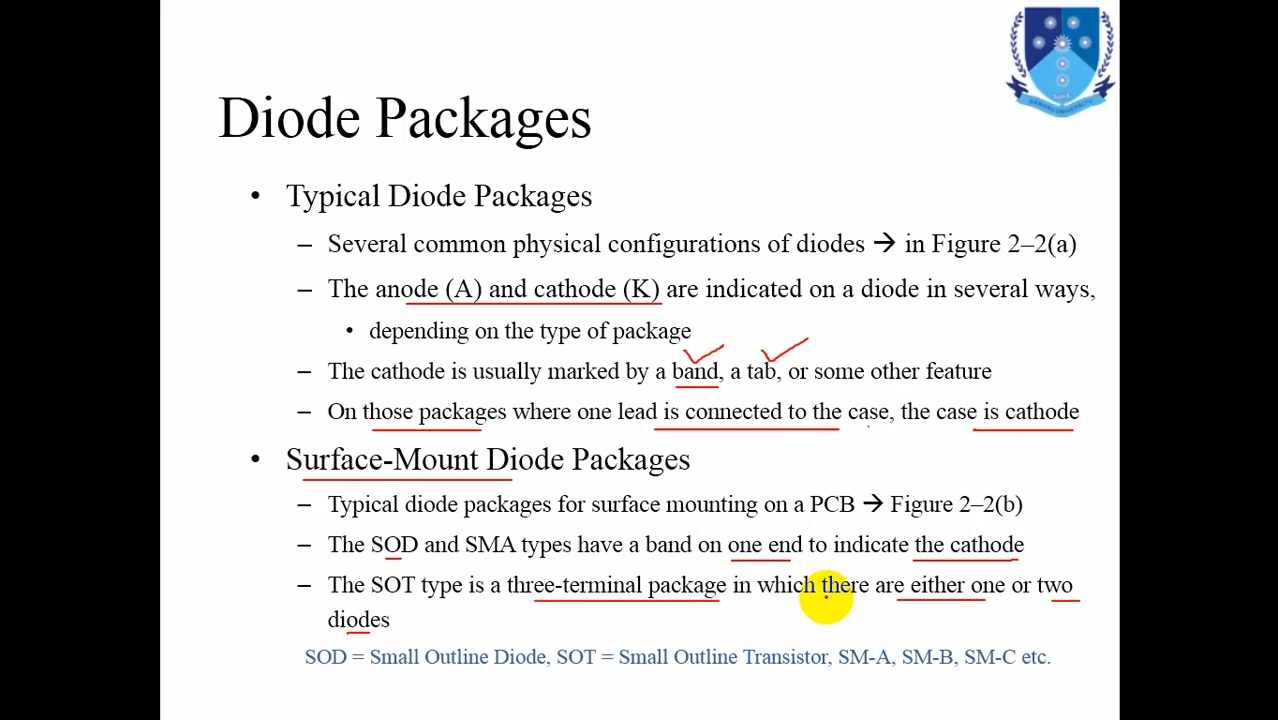 Diode Packages
• Typical Diode Packages
– Several common physical configurations of diodes → in Figure 2–2(a)
– The anode (A) and cathode (K) are indicated on a diode in several ways,
• depending on the type of package
– The cathode is usually marked by a band, a tab, or some other feature
– On those packages where one lead is connected to the case, the case is cathode
• Surface-Mount Diode Packages
– Typical diode packages for surface mounting on a PCB → Figure 2–2(b)
– The SOD and SMA types have a band on one end to indicate the cathode
– The SOT type is a three-terminal package in which there are either one or two
diodes
SOD = Small Outline Diode, SOT = Small Outline Transistor, SM-A, SM-B, SM-C etc.